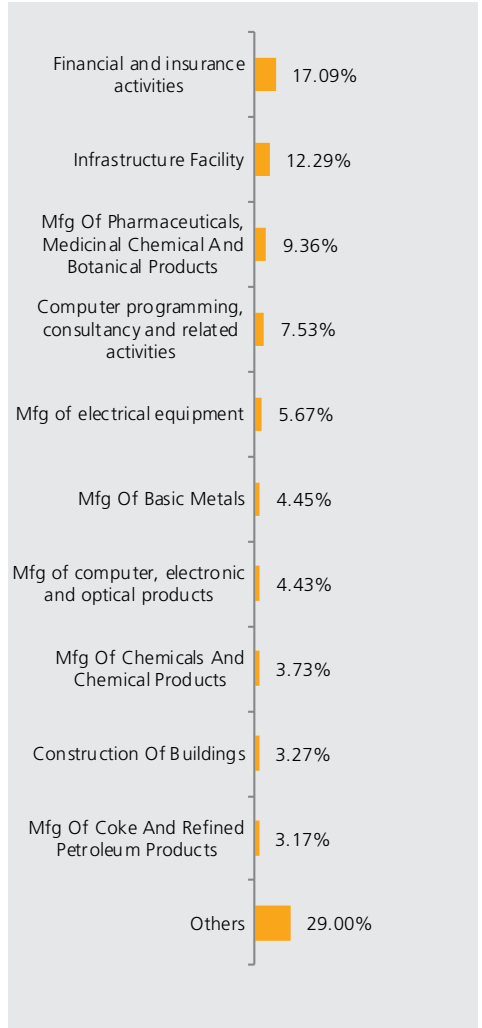 Financial and insurance
activities
17.09%
Infrastructure Facility
12.29%
Mfg Of Pharmaceuticals,
Medicinal Chemical And
Botanical Products
9.36%
Computer programming,
consultancy and related
activities
7.53%
Mfg of electrical equipment
5.67%
Mfg Of Basic Metals
4.45%
Mfg of computer, electronic
and optical products
4.43%
Mfg Of Chemicals And
Chemical Products
3.73%
Construction Of Buildings
3.27%
Mfg Of Coke And Refined
Petroleum Products
3.17%
Others
29.00%